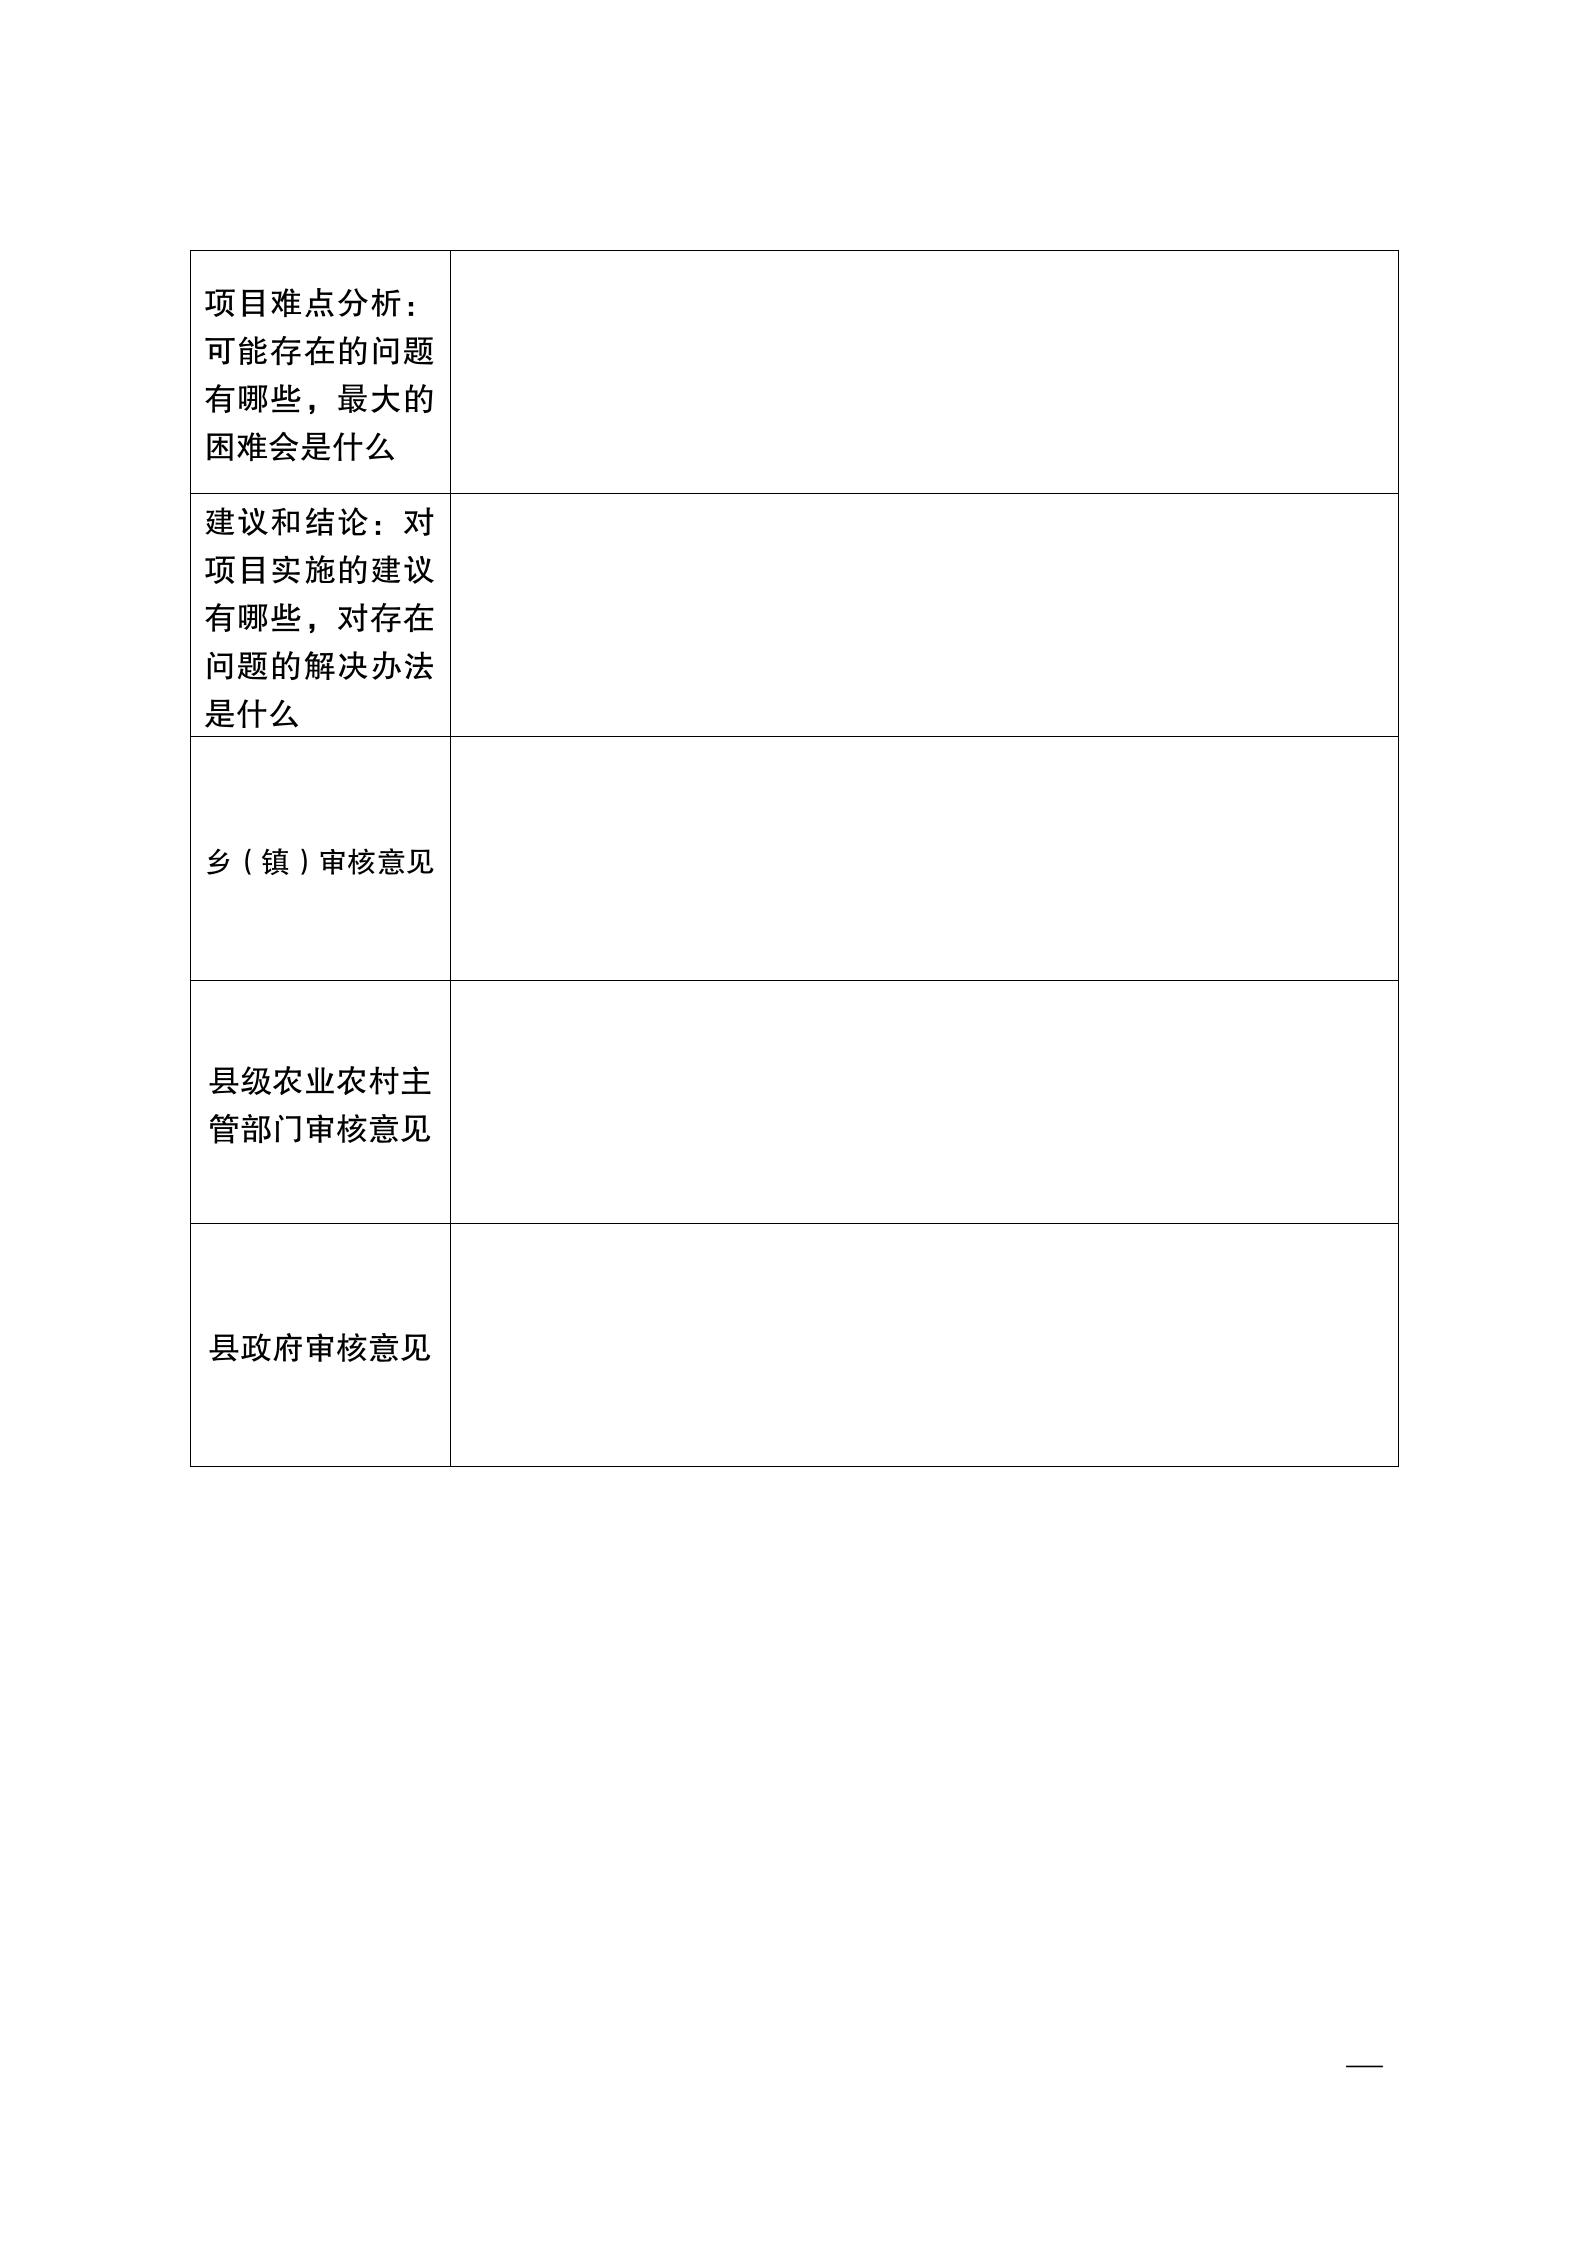 项目难点分析：
可能存在的问题
有哪些，最大的
困难会是什么
建议和结论：对
项目实施的建议
有哪些，对存在
问题的解决办法
是什么
乡（镇）审核意见
县级农业农村主
管部门审核意见
县政府审核意见
—